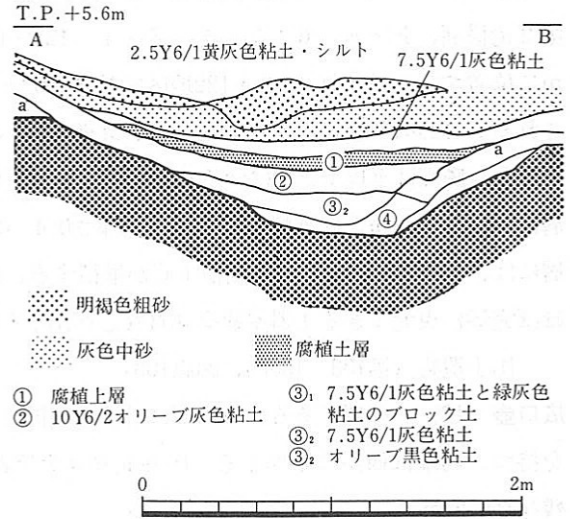 T.P.+5.6m
A
B
2.5Y6/1黄灰色粘土・シルト
7.5Y6/1灰色粘土
a
a
①
②
③₂
④
明褐色粗砂
灰色中砂
腐植土層
① 腐植上層
② 10Y6/2オリーブ灰色粘土
③₁ 7.5Y6/1灰色粘土と緑灰色
粘土のブロック土
③₂ 7.5Y6/1灰色粘土
③₂ オリーブ黒色粘土
0
2m